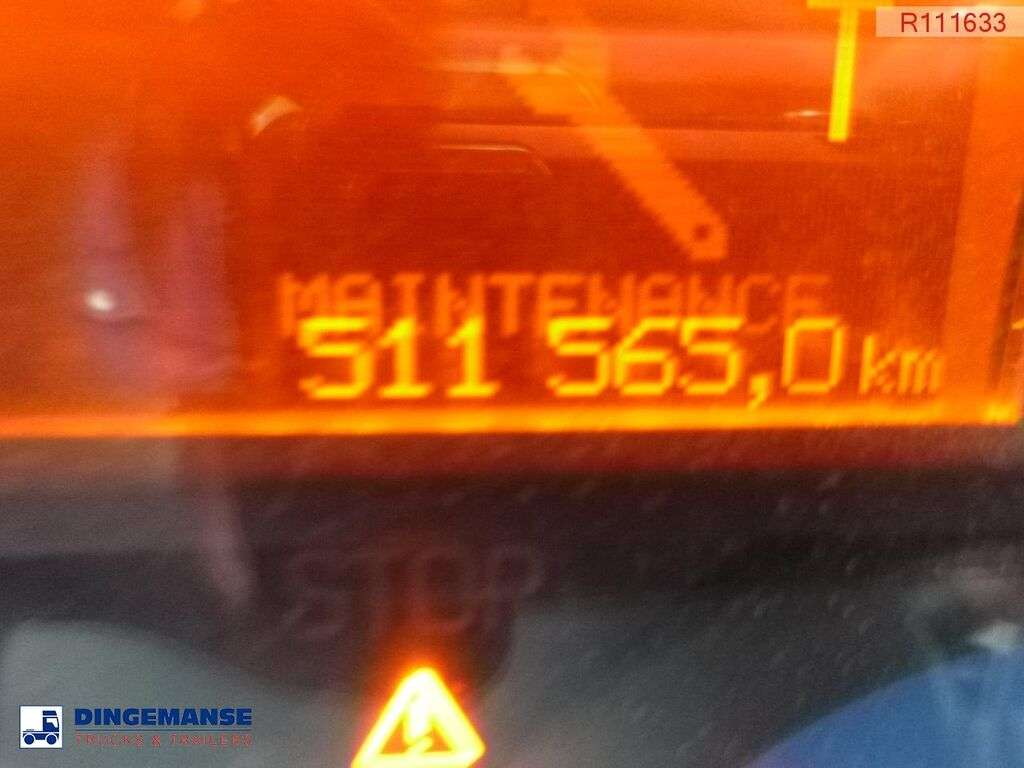 R111633
MAINTENANCE
511 565,0 km
STOP
DINGEMANSE
TRUCKS & TRAILERS